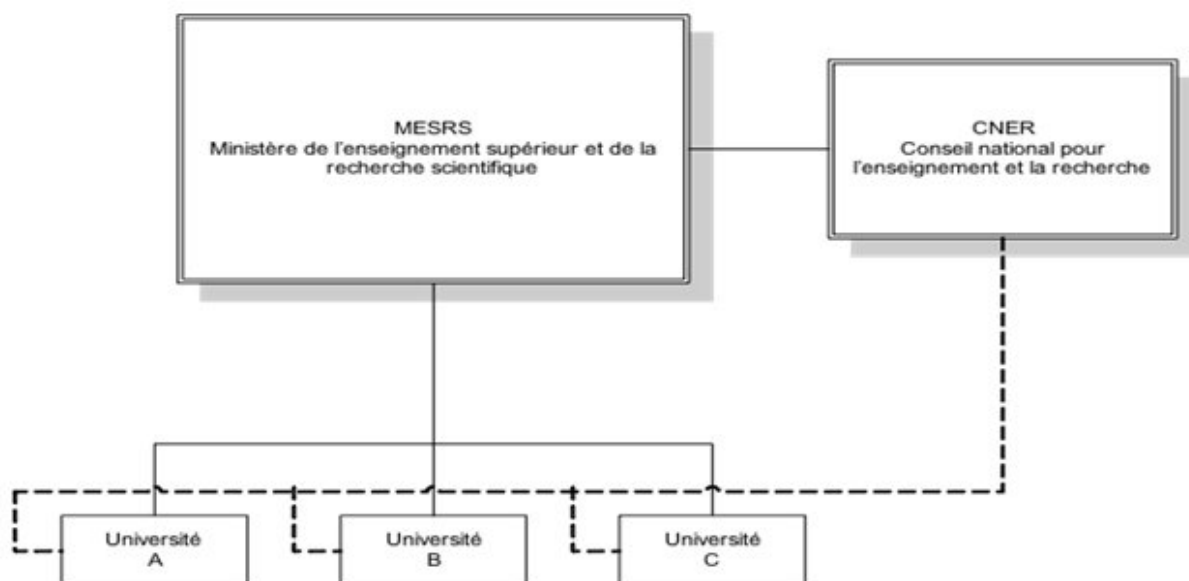 MESRS
Ministère de l'enseignement supérieur et de la
recherche scientifique
CNER
Conseil national pour
l'enseignement et la recherche
Université
A
Université
B
Université
C